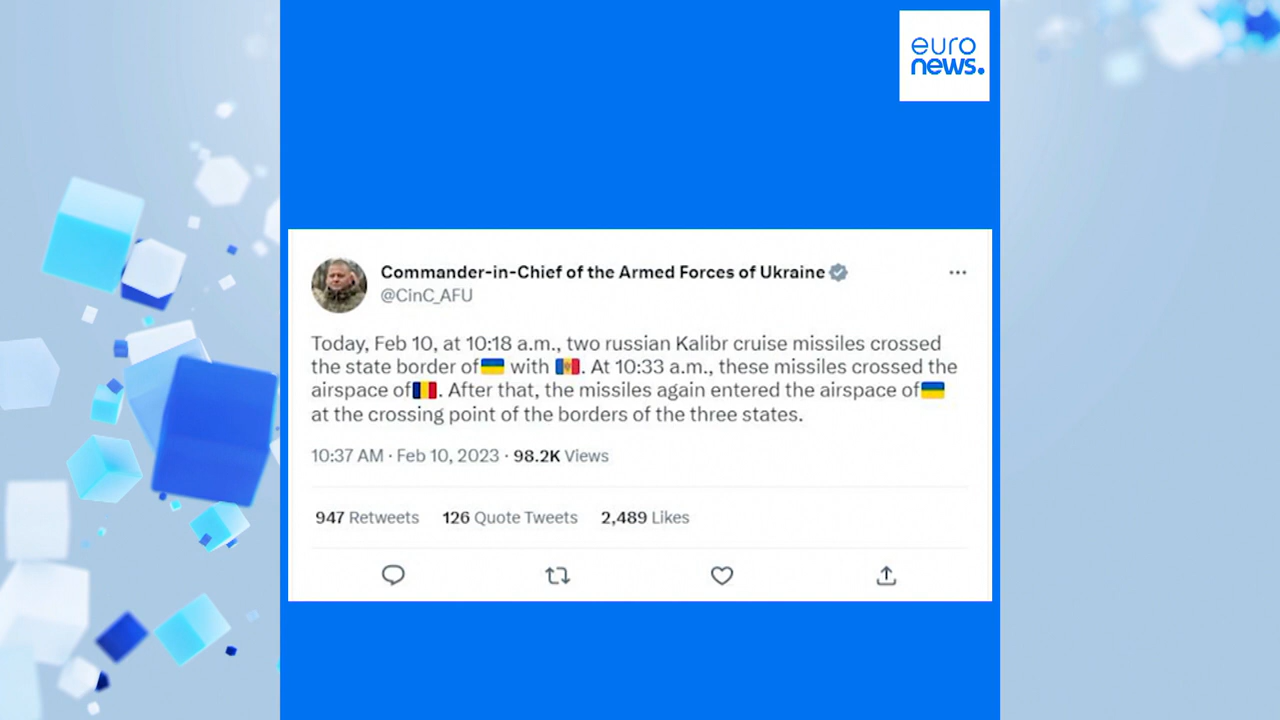 euro
news.
Commander-in-Chief of the Armed Forces of Ukraine
@CinC_AFU
Today, Feb 10, at 10:18 a.m., two russian Kalibr cruise missiles crossed
the state border of🇺🇦 with 🇲🇩. At 10:33 a.m., these missiles crossed the
airspace of🇷🇴. After that, the missiles again entered the airspace of🇺🇦
at the crossing point of the borders of the three states.
10:37 AM · Feb 10, 2023 · 98.2K Views
947 Retweets 126 Quote Tweets 2,489 Likes